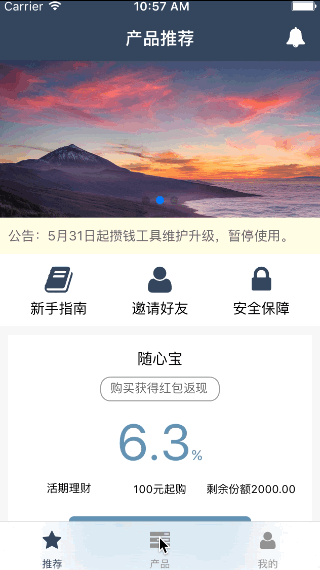 Carrier 10:57 AM
产品推荐
公告：5月31日起攒钱工具维护升级，暂停使用。
新手指南 邀请好友 安全保障
随心宝
购买获得红包返现
6.3%
活期理财 100元起购 剩余份额2000.00
推荐 产品 我的